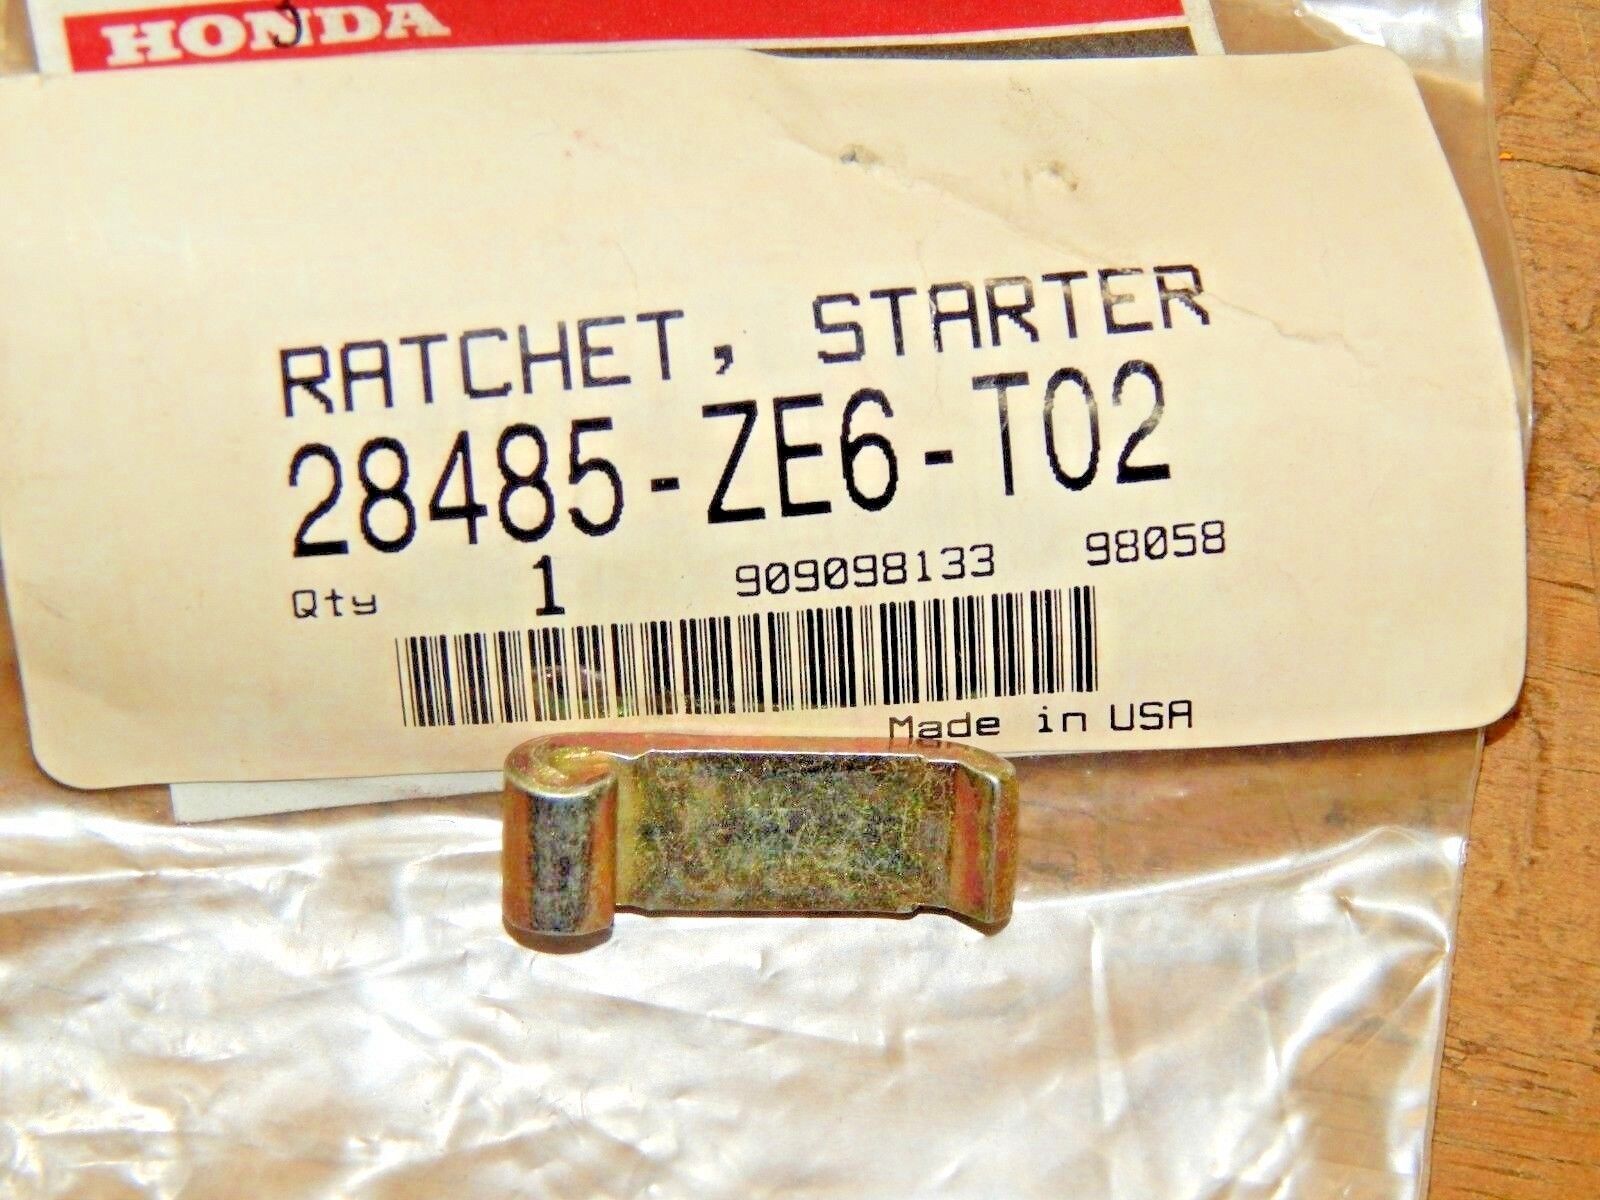 HONDA
RATCHET, STARTER
28485-ZE6-T02
Qty 1 909098133 98058
Made in USA